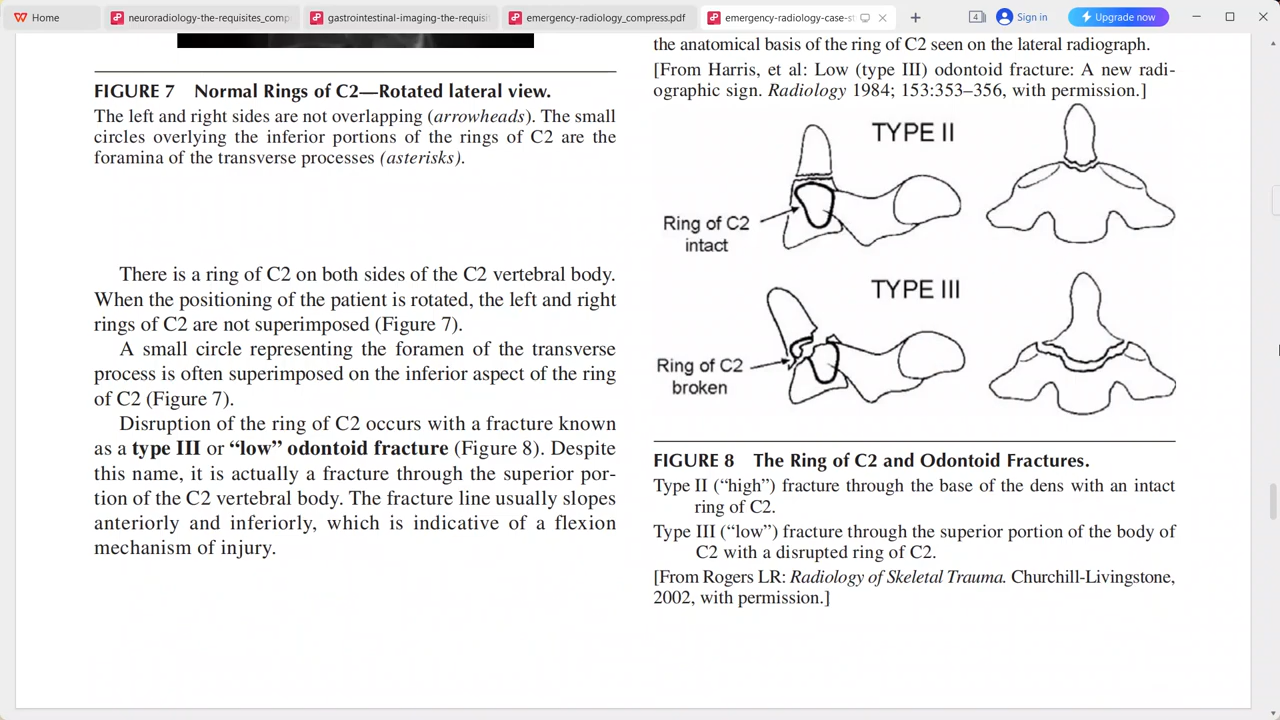 Home
neuroradiology-the-requisites_comp
gastrointestinal-imaging-the-requisi
emergency-radiology_compress.pdf
emergency-radiology-case-st
4
Sign in
Upgrade now
FIGURE 7 Normal Rings of C2—Rotated lateral view.
The left and right sides are not overlapping (arrowheads). The small
circles overlying the inferior portions of the rings of C2 are the
foramina of the transverse processes (asterisks).
There is a ring of C2 on both sides of the C2 vertebral body.
When the positioning of the patient is rotated, the left and right
rings of C2 are not superimposed (Figure 7).
A small circle representing the foramen of the transverse
process is often superimposed on the inferior aspect of the ring
of C2 (Figure 7).
Disruption of the ring of C2 occurs with a fracture known
as a type III or “low” odontoid fracture (Figure 8). Despite
this name, it is actually a fracture through the superior por-
tion of the C2 vertebral body. The fracture line usually slopes
anteriorly and inferiorly, which is indicative of a flexion
mechanism of injury.
the anatomical basis of the ring of C2 seen on the lateral radiograph.
[From Harris, et al: Low (type III) odontoid fracture: A new radi-
ographic sign. Radiology 1984; 153:353–356, with permission.]
TYPE II
Ring of C2
intact
TYPE III
Ring of C2
broken
FIGURE 8 The Ring of C2 and Odontoid Fractures.
Type II (“high”) fracture through the base of the dens with an intact
ring of C2.
Type III (“low”) fracture through the superior portion of the body of
C2 with a disrupted ring of C2.
[From Rogers LR: Radiology of Skeletal Trauma. Churchill-Livingstone,
2002, with permission.]